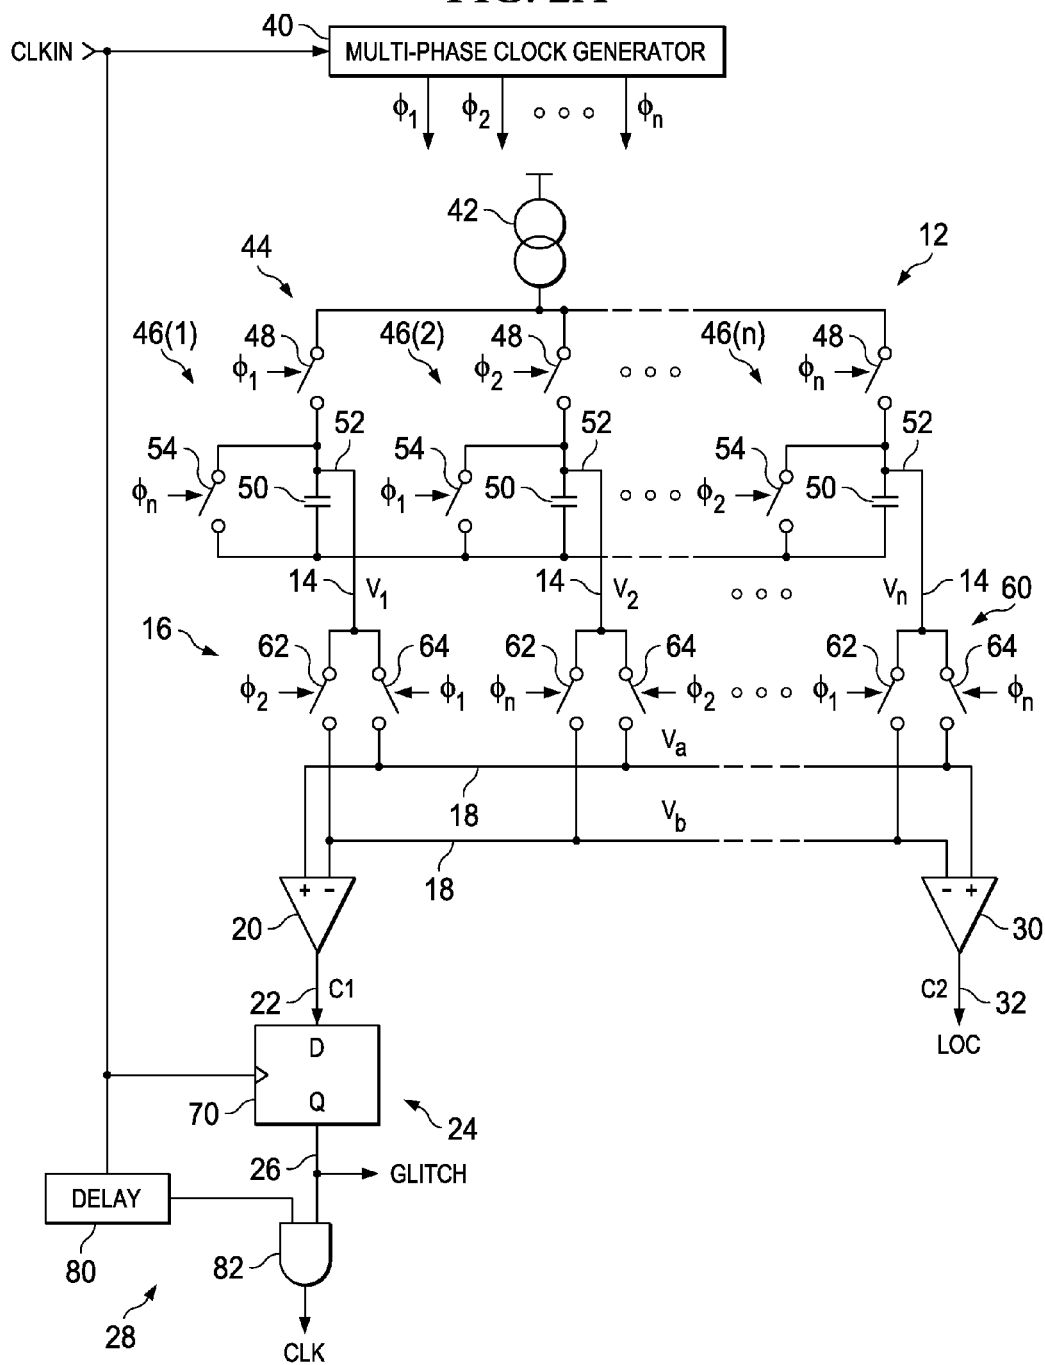 FIG. 2A
40
CLKIN
MULTI-PHASE CLOCK GENERATOR
ϕ1 ϕ2 ϕn
42
44 12
46(1) 48 46(2) 48 46(n) 48
ϕ1 ϕ2 ϕn
52 52 52
54 54 54
50 50 50
ϕn ϕ1 ϕ2
14 V1 14 V2 Vn 14 60
16
62 64 62 64 62 64
ϕ2 ϕ1 ϕn ϕ2 ϕ1 ϕn
Va
18
Vb
18
+ − − +
20 30
22 C1 C2 32
LOC
D
Q
70 24
26 GLITCH
DELAY
80 82
28
CLK